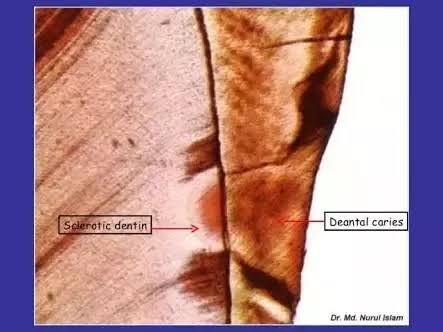 Sclerotic dentin
Deantal caries
Dr. Md. Nurul Islam